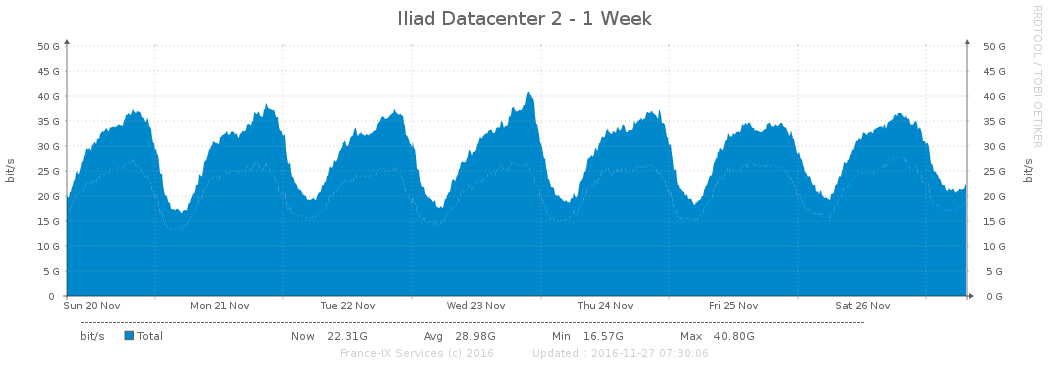 Iliad Datacenter 2 - 1 Week
RRDTOOL / TOBI OETIKER
50 G 50 G
45 G 45 G
40 G 40 G
35 G 35 G
30 G 30 G
25 G 25 G
20 G 20 G
15 G 15 G
10 G 10 G
5 G 5 G
0 0 G
bit/s bit/s
Sun 20 Nov Mon 21 Nov Tue 22 Nov Wed 23 Nov Thu 24 Nov Fri 25 Nov Sat 26 Nov
bit/s Total Now 22.31G Avg 28.98G Min 16.57G Max 40.80G
France-IX Services (c) 2016 Updated : 2016-11-27 07:30:06